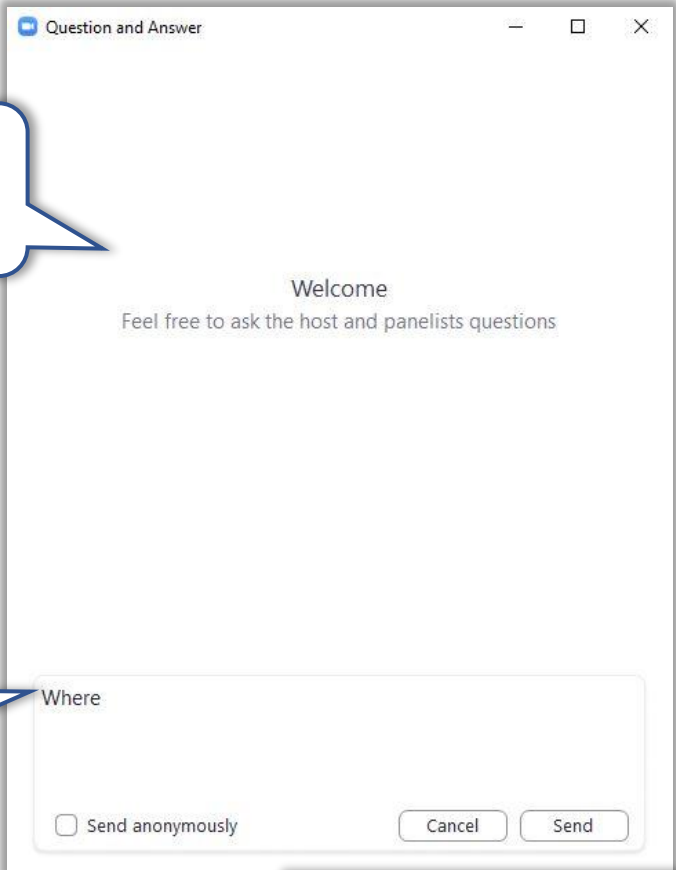 Question and Answer
Welcome
Feel free to ask the host and panelists questions
Where
Send anonymously
Cancel
Send